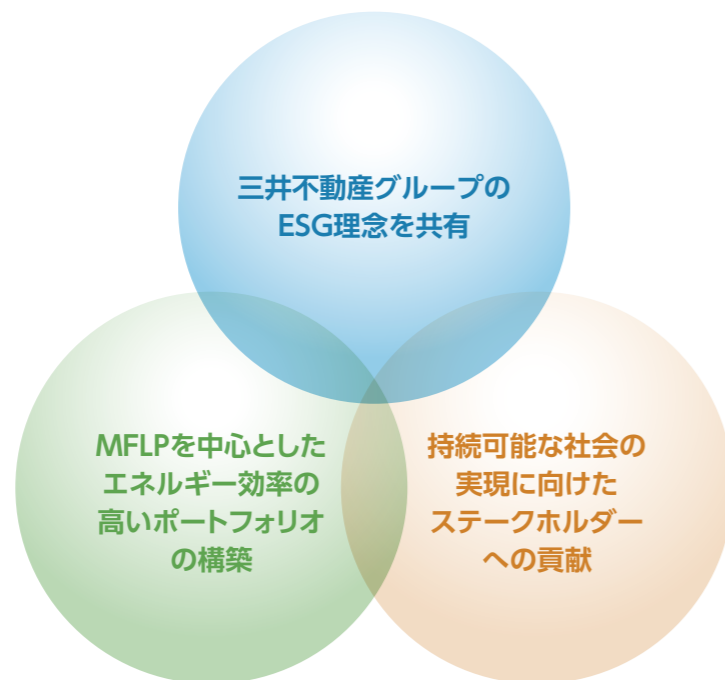 三井不動産グループの
ESG理念を共有
MFLPを中心とした
エネルギー効率の
高いポートフォリオ
の構築
持続可能な社会の
実現に向けた
ステークホルダー
への貢献